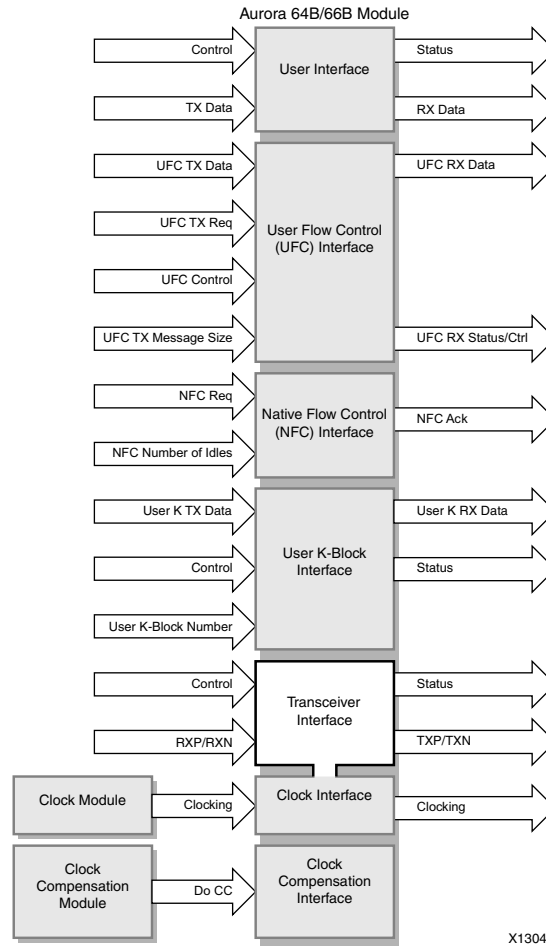 Aurora 64B/66B Module
Control
User Interface
Status
TX Data
RX Data
UFC TX Data
UFC RX Data
UFC TX Req
User Flow Control
(UFC) Interface
UFC Control
UFC TX Message Size
UFC RX Status/Ctrl
NFC Req
Native Flow Control
(NFC) Interface
NFC Ack
NFC Number of Idles
User K TX Data
User K RX Data
User K-Block
Interface
Control
Status
User K-Block Number
Control
Status
Transceiver
Interface
RXP/RXN
TXP/TXN
Clock Module
Clocking
Clock Interface
Clocking
Clock
Compensation
Module
Do CC
Clock
Compensation
Interface
X1304